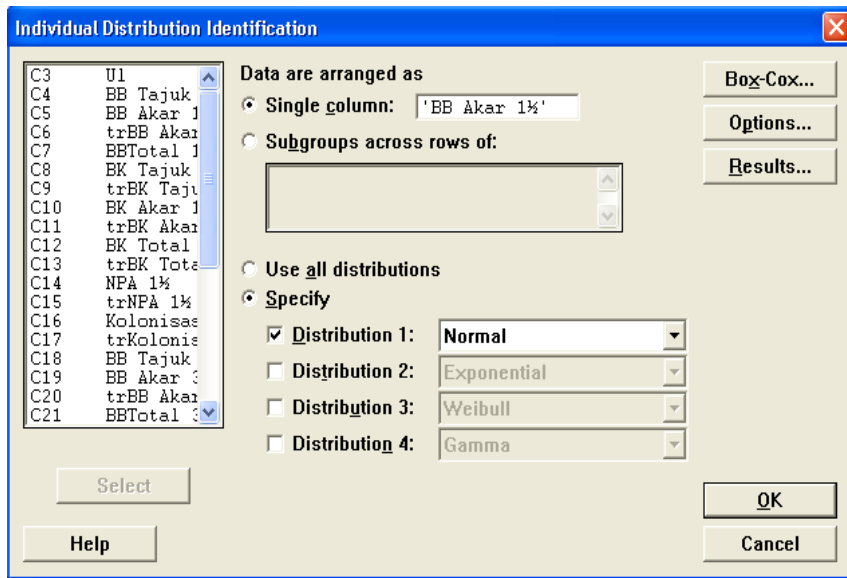 Individual Distribution Identification
C3 U1
C4 BB Tajuk
C5 BB Akar 1
C6 trBB Akar
C7 BBTotal 1
C8 BK Tajuk
C9 trBK Taju
C10 BK Akar 1
C11 trBK Akar
C12 BK Total
C13 trBK Tota
C14 NPA 1½
C15 trNPA 1½
C16 Kolonisas
C17 trKolonis
C18 BB Tajuk
C19 BB Akar 3
C20 trBB Akar
C21 BBTotal 3
Select
Help
Data are arranged as
Single column: 'BB Akar 1½'
Subgroups across rows of:
Use all distributions
Specify
Distribution 1: Normal
Distribution 2: Exponential
Distribution 3: Weibull
Distribution 4: Gamma
Box-Cox...
Options...
Results...
OK
Cancel